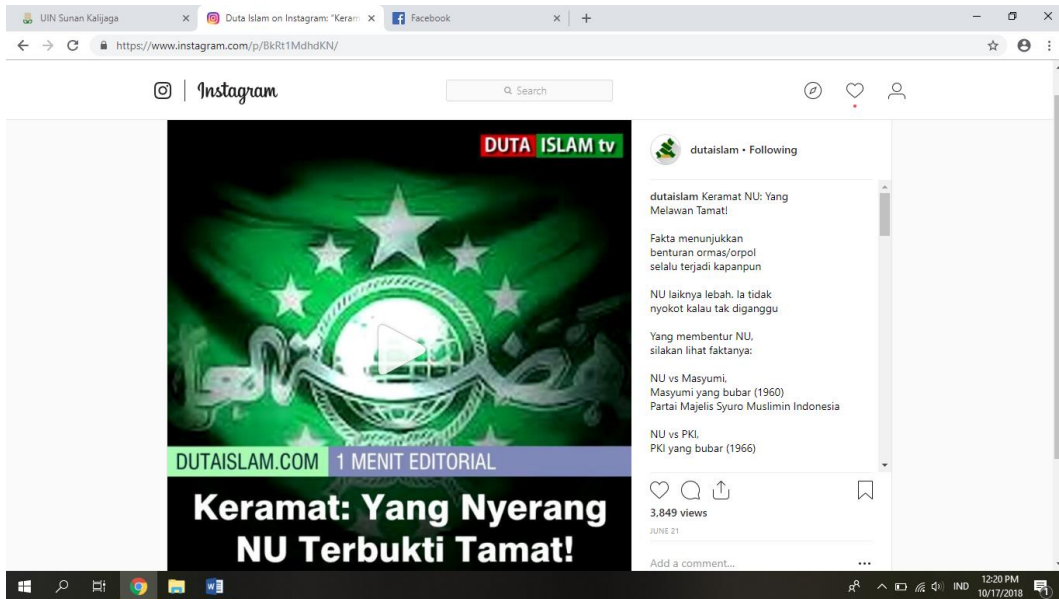 UIN Sunan Kalijaga
Duta Islam on Instagram: "Keram
Facebook
https://www.instagram.com/p/BkRt1MdhdKN/
Instagram
Search
DUTA ISLAM tv
DUTAISLAM.COM 1 MENIT EDITORIAL
Keramat: Yang Nyerang
NU Terbukti Tamat!
dutaislam • Following
dutaislam Keramat NU: Yang
Melawan Tamat!
Fakta menunjukkan
benturan ormas/orpol
selalu terjadi kapanpun
NU laiknya lebah. Ia tidak
nyokot kalau tak diganggu
Yang membentur NU,
silakan lihat faktanya:
NU vs Masyumi,
Masyumi yang bubar (1960)
Partai Majelis Syuro Muslimin Indonesia
NU vs PKI,
PKI yang bubar (1966)
3,849 views
JUNE 21
Add a comment...
IND
12:20 PM
10/17/2018